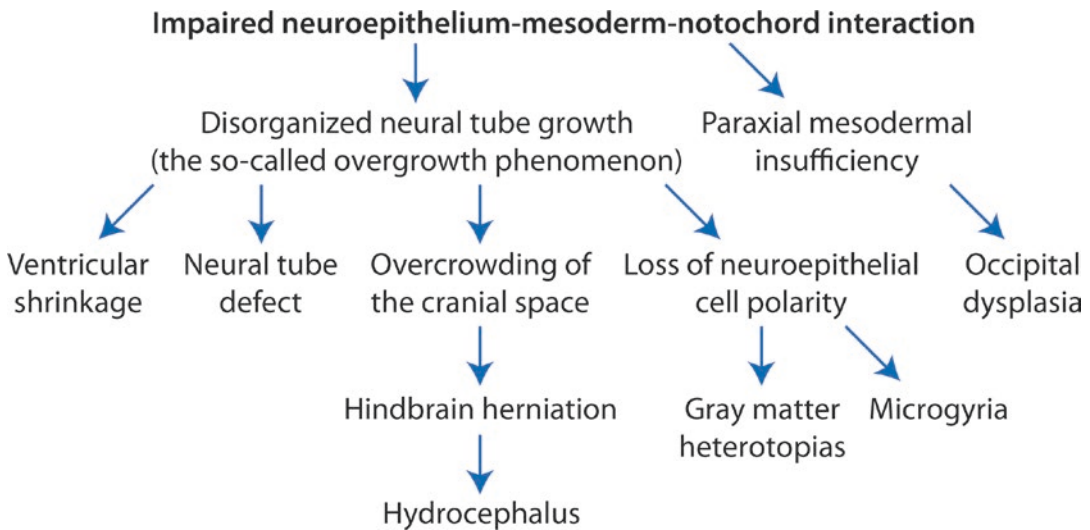 Impaired neuroepithelium-mesoderm-notochord interaction
Disorganized neural tube growth
(the so-called overgrowth phenomenon)
Paraxial mesodermal
insufficiency
Ventricular
shrinkage
Neural tube
defect
Overcrowding of
the cranial space
Loss of neuroepithelial
cell polarity
Occipital
dysplasia
Hindbrain herniation
Gray matter
heterotopias
Microgyria
Hydrocephalus